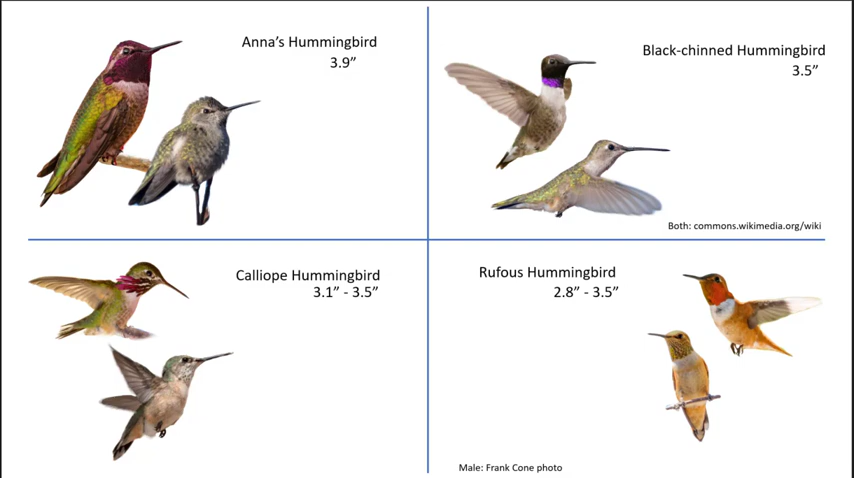 Anna’s Hummingbird
3.9”
Black-chinned Hummingbird
3.5”
Both: commons.wikimedia.org/wiki
Calliope Hummingbird
3.1” - 3.5”
Rufous Hummingbird
2.8” - 3.5”
Male: Frank Cone photo